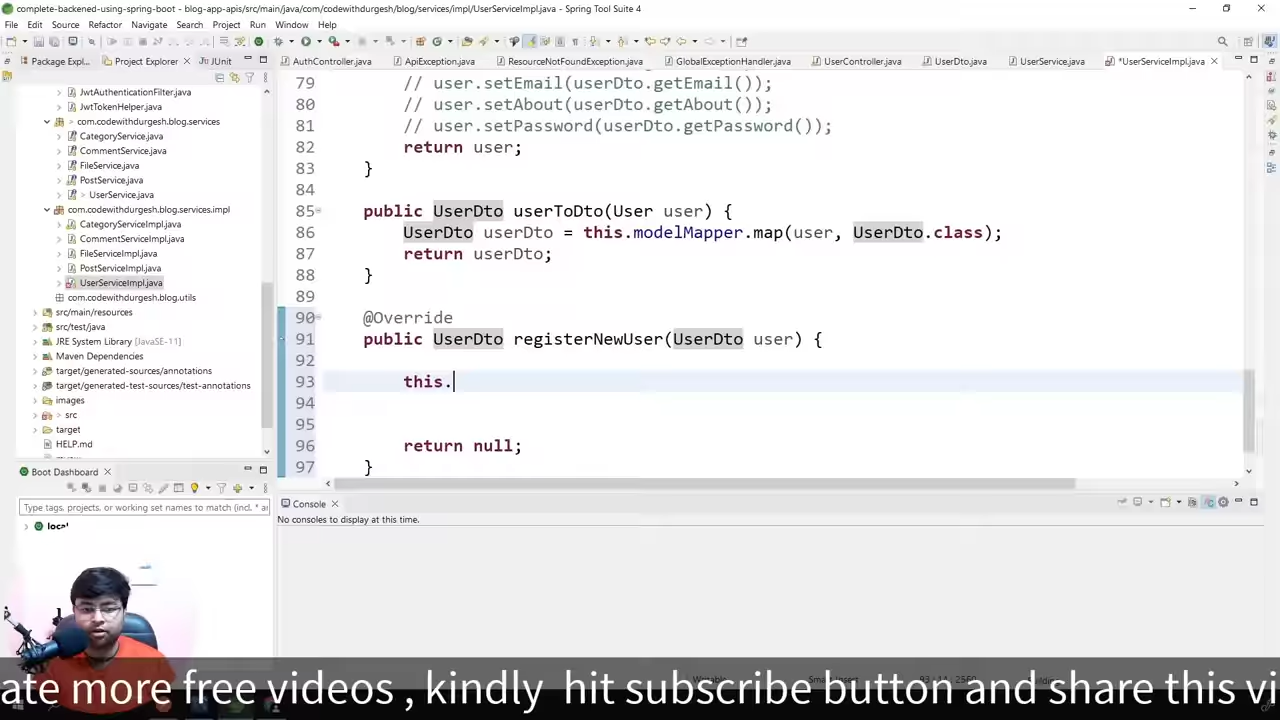 complete-backened-using-spring-boot - blog-app-apis/src/main/java/com/codewithdurgesh/blog/services/impl/UserServiceImpl.java - Spring Tool Suite 4
File Edit Source Refactor Navigate Search Project Run Window Help
Package Expl... Project Explorer JUnit
AuthController.java ApiException.java ResourceNotFoundException.java GlobalExceptionHandler.java UserController.java UserDto.java UserService.java *UserServiceImpl.java
JwtAuthenticationFilter.java
JwtTokenHelper.java
> com.codewithdurgesh.blog.services
CategoryService.java
CommentService.java
FileService.java
PostService.java
> UserService.java
com.codewithdurgesh.blog.services.impl
CategoryServiceImpl.java
CommentServiceImpl.java
FileServiceImpl.java
PostServiceImpl.java
UserServiceImpl.java
com.codewithdurgesh.blog.utils
src/main/resources
src/test/java
JRE System Library [JavaSE-11]
Maven Dependencies
target/generated-sources/annotations
target/generated-test-sources/test-annotations
images
> src
target
HELP.md
79 // user.setEmail(userDto.getEmail());
80 // user.setAbout(userDto.getAbout());
81 // user.setPassword(userDto.getPassword());
82 return user;
83 }
84
85 public UserDto userToDto(User user) {
86 UserDto userDto = this.modelMapper.map(user, UserDto.class);
87 return userDto;
88 }
89
90 @Override
91 public UserDto registerNewUser(UserDto user) {
92
93 this.
94
95
96 return null;
97 }
Boot Dashboard
Type tags, projects, or working set names to match (incl. * ar
local
Console
No consoles to display at this time.
ate more free videos , kindly hit subscribe button and share this vi